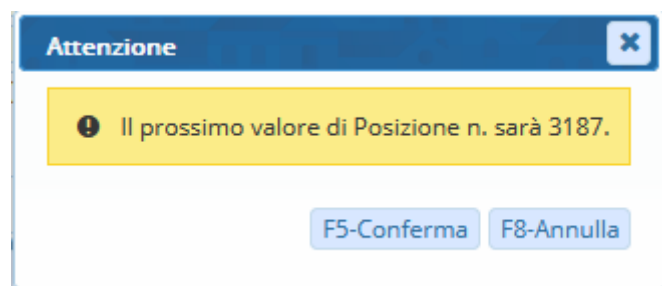 Attenzione
Il prossimo valore di Posizione n. sarà 3187.
F5-Conferma F8-Annulla